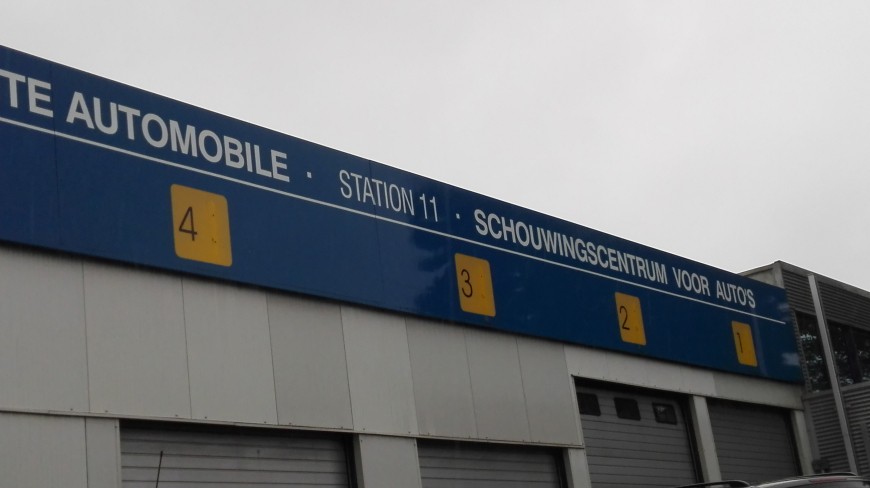 TE AUTOMOBILE · STATION 11 · SCHOUWINGSCENTRUM VOOR AUTO'S
4 3 2 1